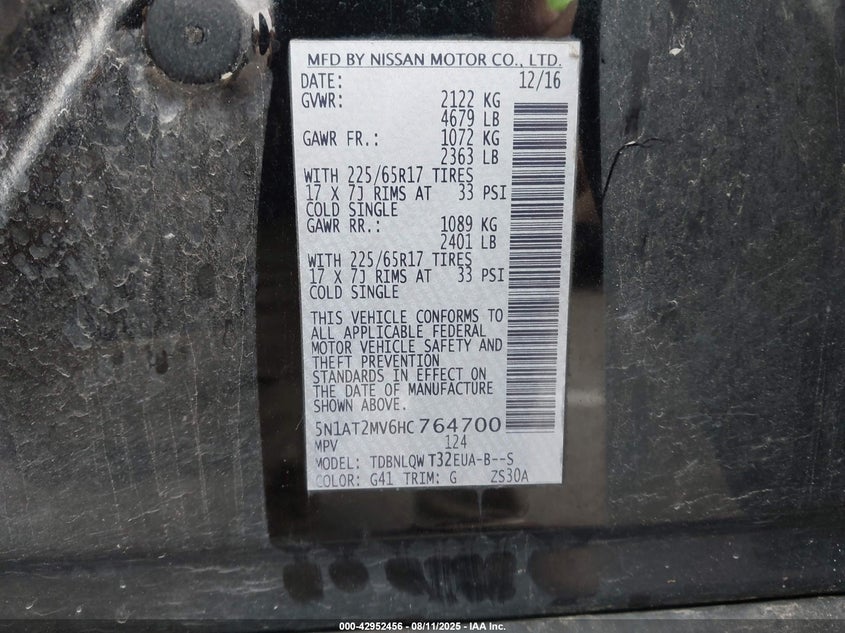 MFD BY NISSAN MOTOR CO., LTD.
DATE: 12/16
GVWR: 2122 KG
4679 LB
GAWR FR.: 1072 KG
2363 LB
WITH 225/65R17 TIRES
17 X 7J RIMS AT 33 PSI
COLD SINGLE
GAWR RR.: 1089 KG
2401 LB
WITH 225/65R17 TIRES
17 X 7J RIMS AT 33 PSI
COLD SINGLE
THIS VEHICLE CONFORMS TO
ALL APPLICABLE FEDERAL
MOTOR VEHICLE SAFETY AND
THEFT PREVENTION
STANDARDS IN EFFECT ON
THE DATE OF MANUFACTURE
SHOWN ABOVE.
5N1AT2MV6HC764700
MPV 124
MODEL: TDBNLQW T32EUA-B--S
COLOR: G41 TRIM: G ZS30A
000-42952456 - 08/11/2025 - IAA Inc.